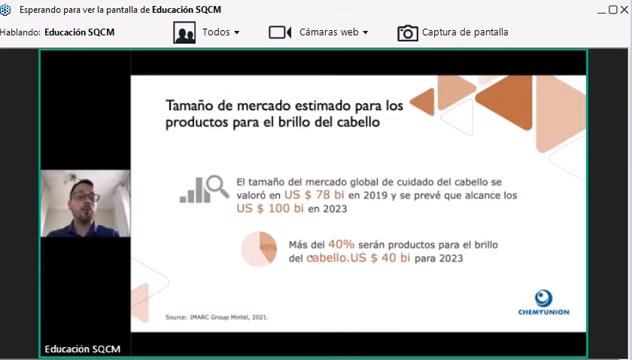 Esperando para ver la pantalla de Educación SQCM
Hablando: Educación SQCM
Todos
Cámaras web
Captura de pantalla
Tamaño de mercado estimado para los
productos para el brillo del cabello
El tamaño del mercado global de cuidado del cabello se
valoró en US $ 78 bi en 2019 y se prevé que alcance los
US $ 100 bi en 2023
40%
Más del 40% serán productos para el brillo
del cabello.US $ 40 bi para 2023
Source: IMARC Group Mintel, 2021.
CHEMYUNION
Educación SQCM